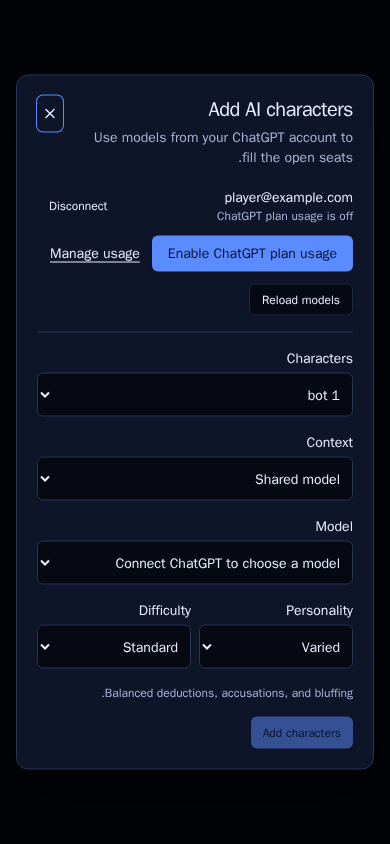 Add AI characters
Use models from your ChatGPT account to
fill the open seats.
player@example.com
ChatGPT plan usage is off
Disconnect
Enable ChatGPT plan usage
Manage usage
Reload models
Characters
bot 1
Context
Shared model
Model
Connect ChatGPT to choose a model
Personality
Difficulty
Varied
Standard
Balanced deductions, accusations, and bluffing.
Add characters